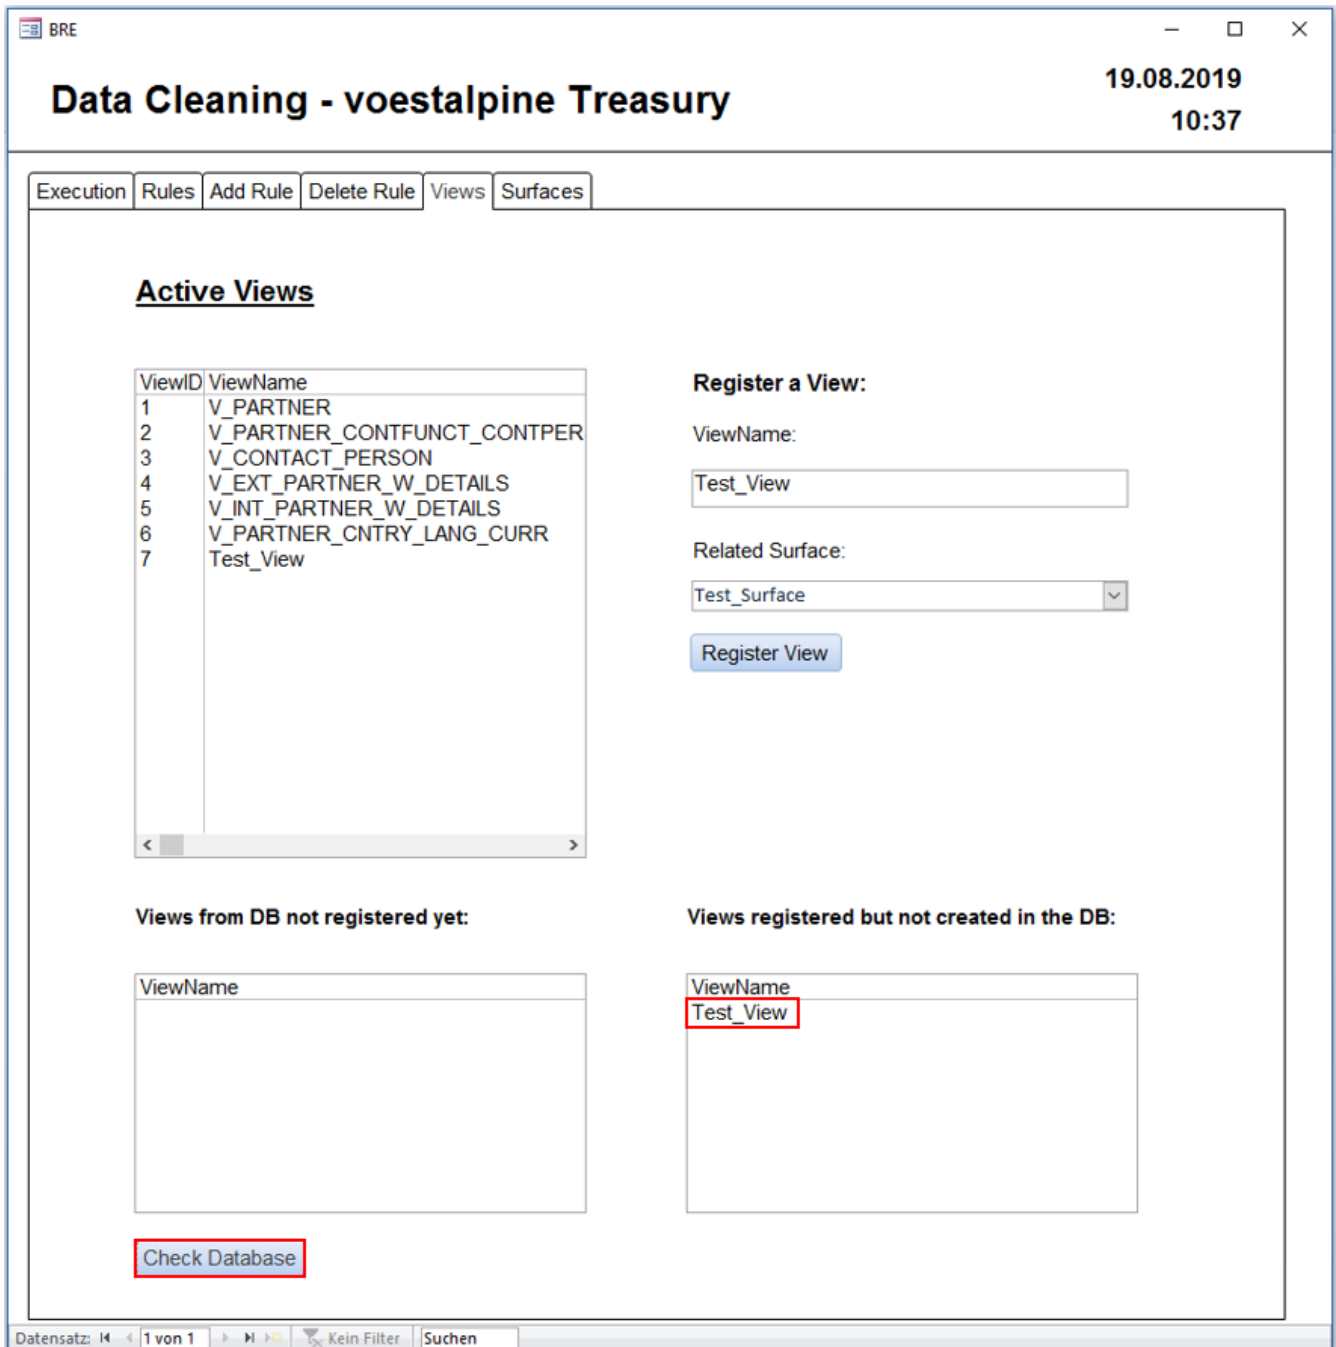 BRE
Data Cleaning - voestalpine Treasury
19.08.2019
10:37
Execution Rules Add Rule Delete Rule Views Surfaces
Active Views
ViewID ViewName
1 V_PARTNER
2 V_PARTNER_CONTFUNCT_CONTPER
3 V_CONTACT_PERSON
4 V_EXT_PARTNER_W_DETAILS
5 V_INT_PARTNER_W_DETAILS
6 V_PARTNER_CNTRY_LANG_CURR
7 Test_View
Register a View:
ViewName:
Test_View
Related Surface:
Test_Surface
Register View
Views from DB not registered yet:
ViewName
Views registered but not created in the DB:
ViewName
Test_View
Check Database
Datensatz: 1 von 1 Kein Filter Suchen